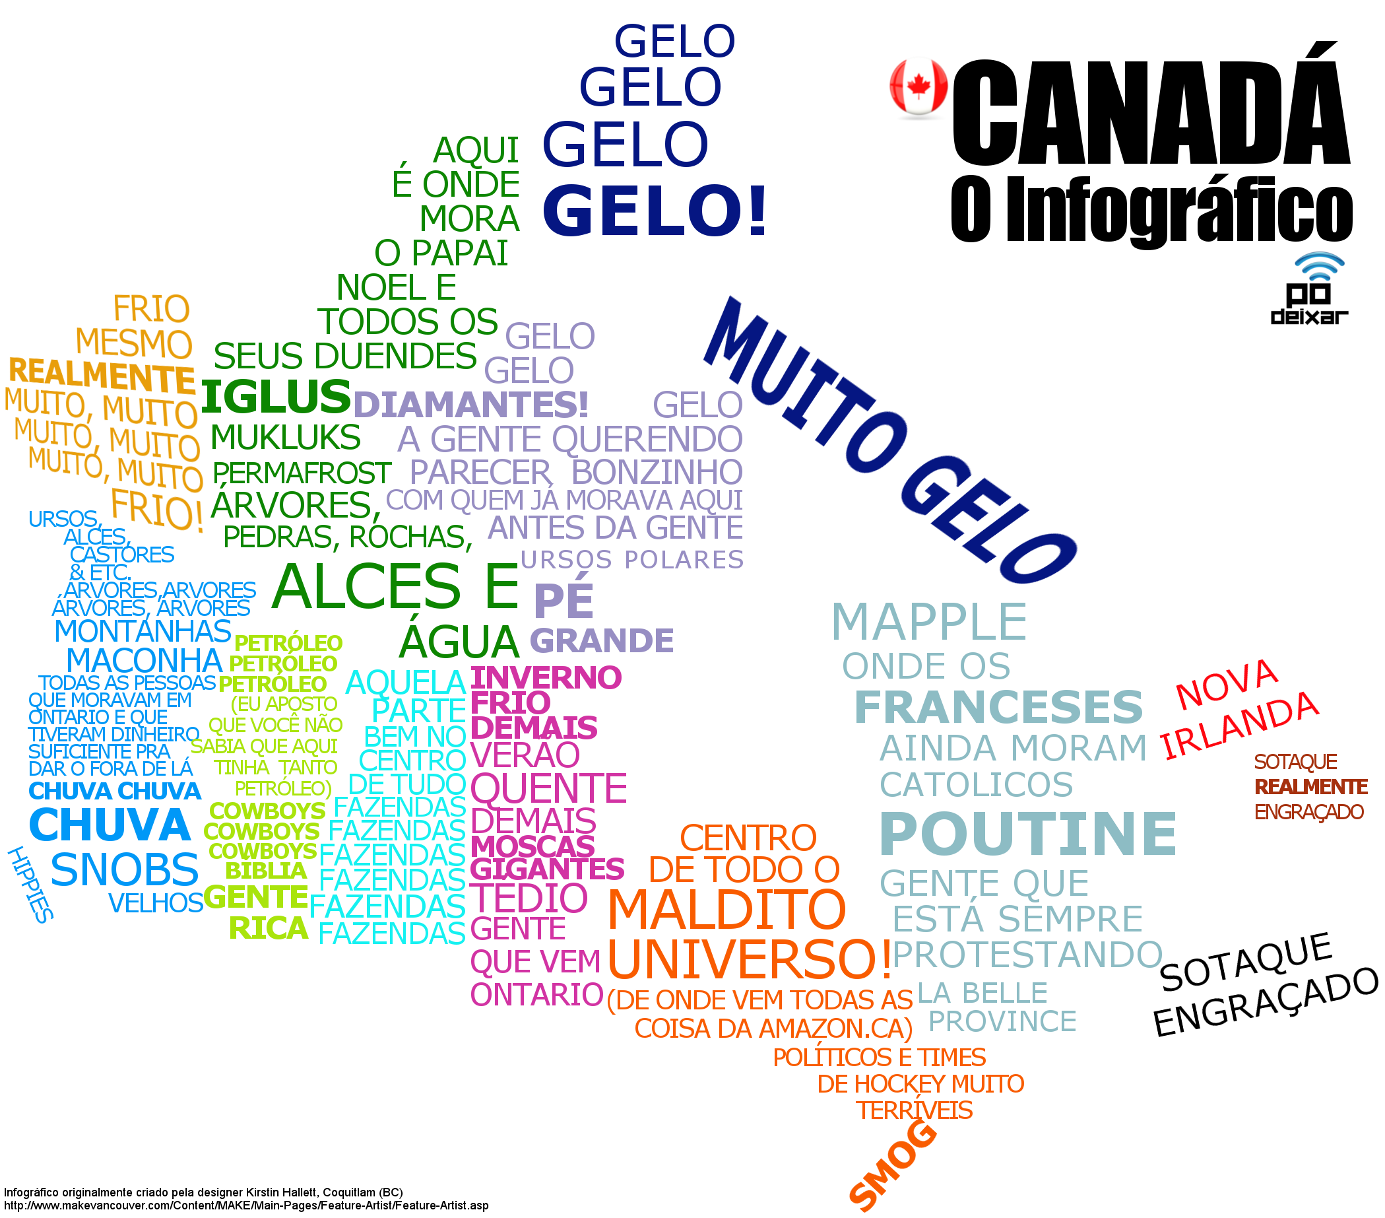 CANADÁ
O Infográfico
PO
deixar
GELO
GELO
GELO
GELO!
MUITO GELO
AQUI
É ONDE
MORA
O PAPAI
NOEL E
TODOS OS
SEUS DUENDES
IGLUS
MUKLUKS
PERMAFROST
ÁRVORES,
PEDRAS, ROCHAS,
ALCES E
ÁGUA
FRIO
MESMO
REALMENTE
MUITO, MUITO
MUITO, MUITO
MUITO, MUITO
FRIO!
GELO
GELO
DIAMANTES!
GELO
A GENTE QUERENDO
PARECER BONZINHO
COM QUEM JÁ MORAVA AQUI
ANTES DA GENTE
URSOS POLARES
PÉ
GRANDE
URSOS,
ALCES,
CASTORES
& ETC.
,ÁRVORES,ARVORES
ÁRVORES, ÁRVORES
MONTANHAS
MACONHA
TODAS AS PESSOAS
QUE MORAVAM EM
ONTARIO E QUE
TIVERAM DINHEIRO
SUFICIENTE PRA
DAR O FORA DE LÁ
CHUVA CHUVA
CHUVA
SNOBS
VELHOS
HIPPIES
PETRÓLEO
PETRÓLEO
PETRÓLEO
(EU APOSTO
QUE VOCÊ NÃO
SABIA QUE AQUI
TINHA TANTO
PETRÓLEO)
COWBOYS
COWBOYS
COWBOYS
BÍBLIA
GENTE
RICA
AQUELA
PARTE
BEM NO
CENTRO
DE TUDO
FAZENDAS
FAZENDAS
FAZENDAS
FAZENDAS
FAZENDAS
FAZENDAS
INVERNO
FRIO
DEMAIS
VERÃO
QUENTE
DEMAIS
MOSCAS
GIGANTES
TÉDIO
GENTE
QUE VEM
ONTARIO
CENTRO
DE TODO O
MALDITO
UNIVERSO!
(DE ONDE VEM TODAS AS
COISA DA AMAZON.CA)
POLÍTICOS E TIMES
DE HOCKEY MUITO
TERRÍVEIS
SMOG
MAPPLE
ONDE OS
FRANCESES
AINDA MORAM
CATOLICOS
POUTINE
GENTE QUE
ESTÁ SEMPRE
PROTESTANDO
LA BELLE
PROVINCE
NOVA
IRLANDA
SOTAQUE
REALMENTE
ENGRAÇADO
SOTAQUE
ENGRAÇADO
Infográfico originalmente criado pela designer Kirstin Hallett, Coquitlam (BC)
http://www.makevancouver.com/Content/MAKE/Main-Pages/Feature-Artist/Feature-Artist.asp